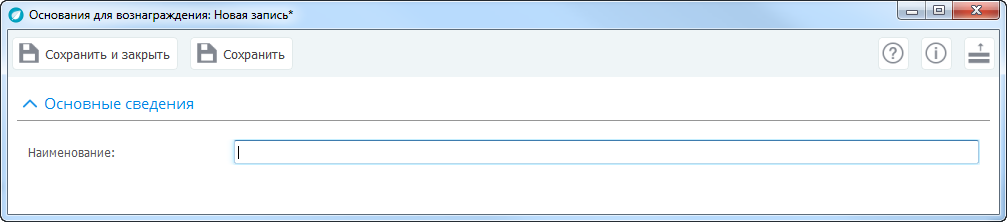 Основания для вознаграждения: Новая запись*
Сохранить и закрыть Сохранить
Основные сведения
Наименование: